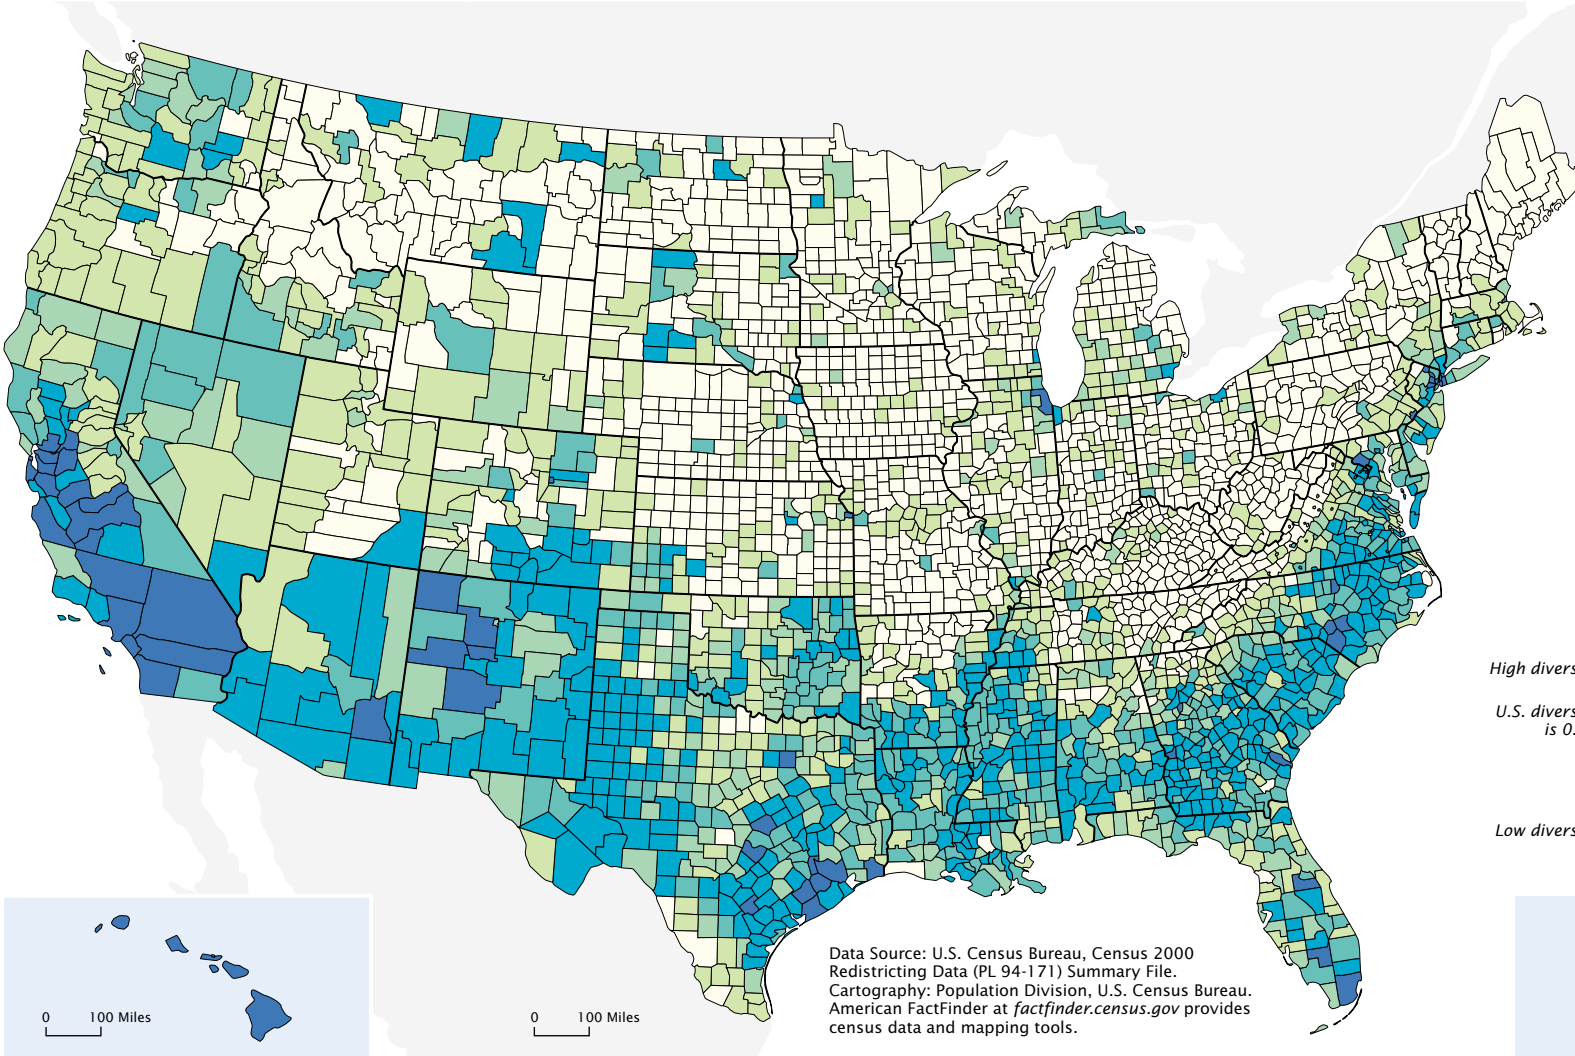 High divers
U.S. divers
is 0.
Low divers
Data Source: U.S. Census Bureau, Census 2000
Redistricting Data (PL 94-171) Summary File.
Cartography: Population Division, U.S. Census Bureau.
American FactFinder at factfinder.census.gov provides
census data and mapping tools.
0 100 Miles
0 100 Miles